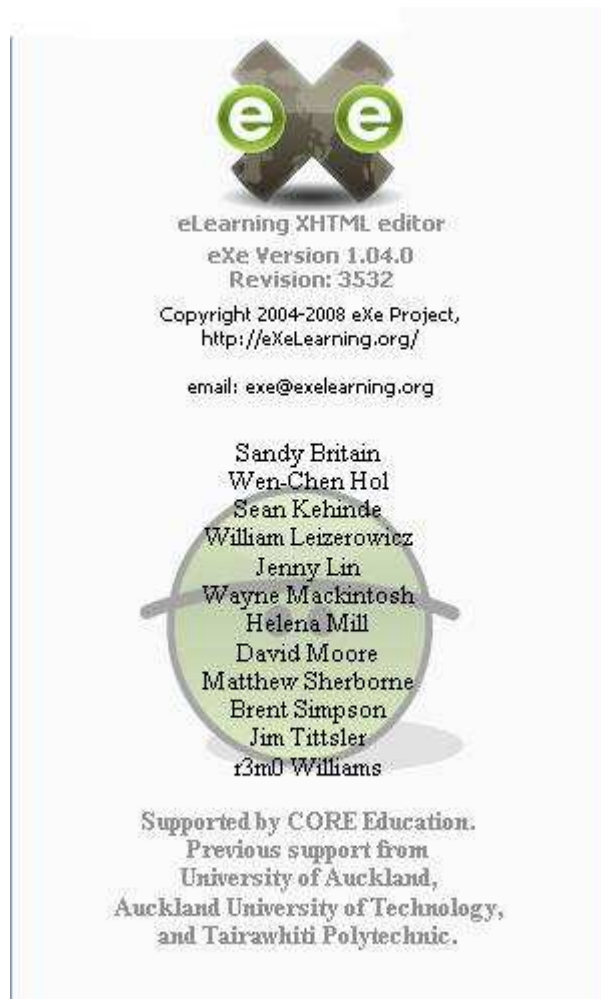 e e
eLearning XHTML editor
eXe Version 1.04.0
Revision: 3532
Copyright 2004-2008 eXe Project,
http://eXeLearning.org/
email: exe@exelearning.org
Sandy Britain
Wen-Chen Hol
Sean Kehinde
William Leizerowicz
Jenny Lin
Wayne Mackintosh
Helena Mill
David Moore
Matthew Sherborne
Brent Simpson
Jim Tittsler
r3m0 Williams
Supported by CORE Education.
Previous support from
University of Auckland,
Auckland University of Technology,
and Tairawhiti Polytechnic.